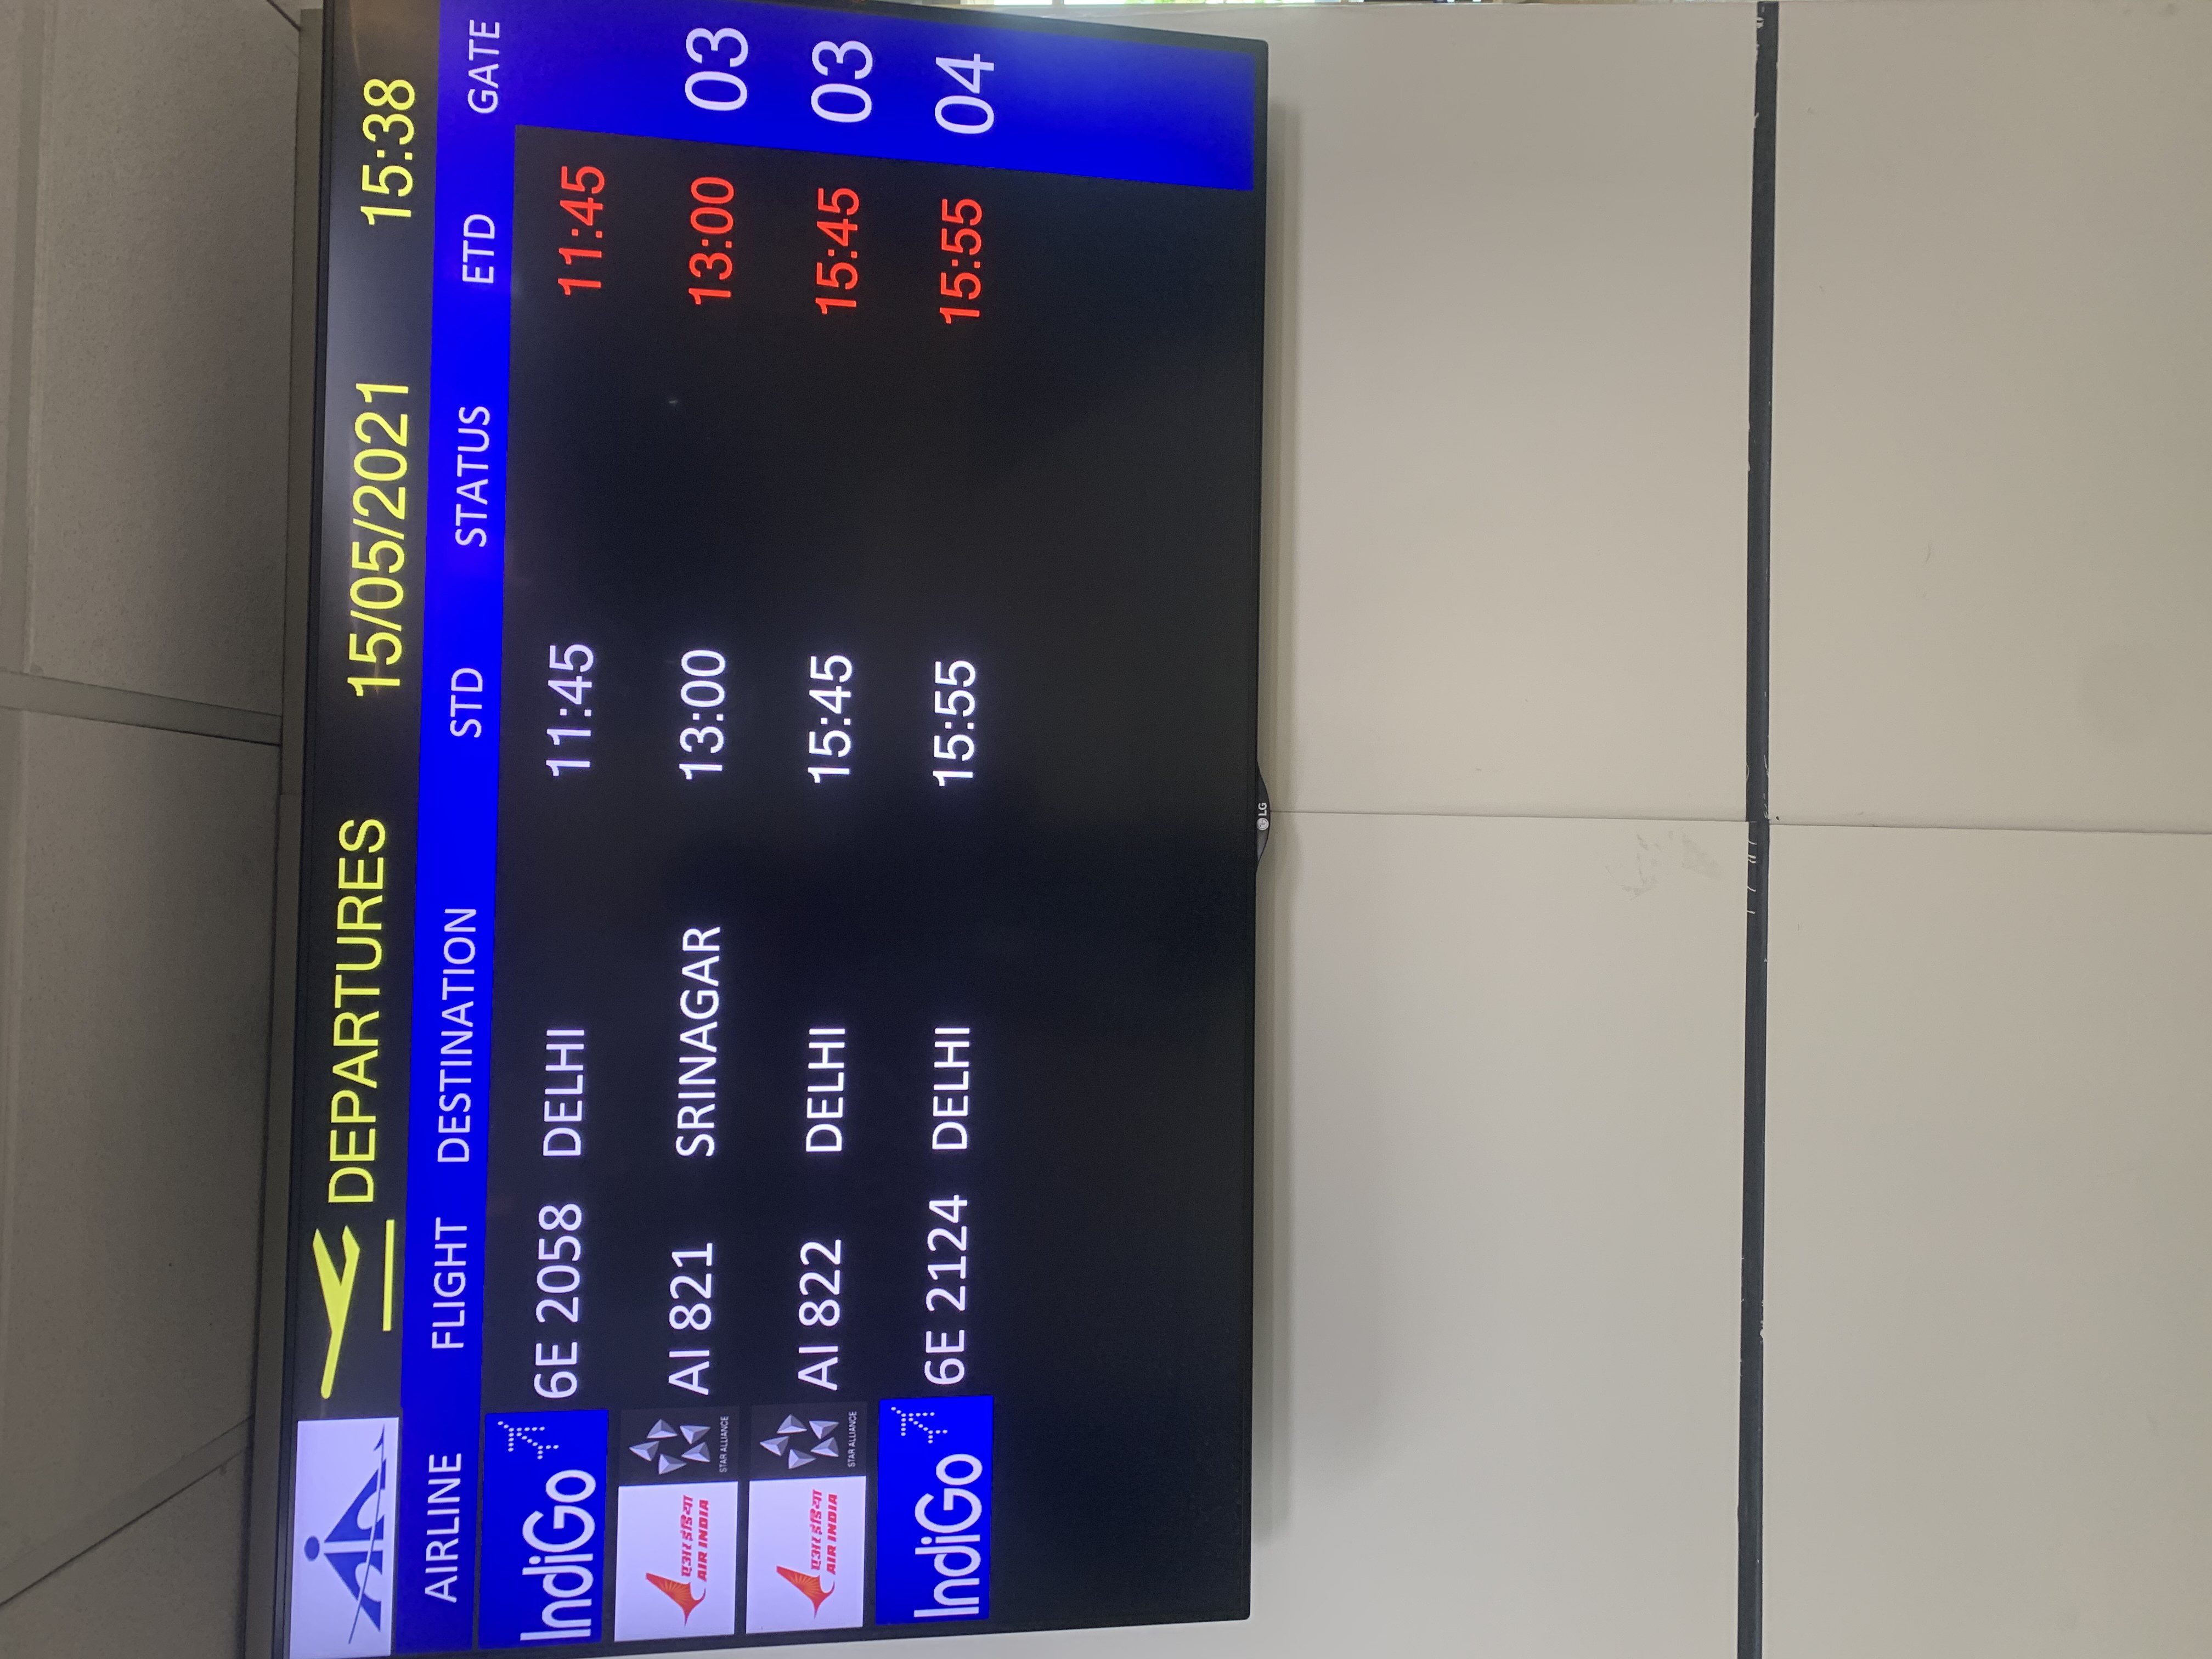 DEPARTURES 15/05/2021 15:38
AIRLINE FLIGHT DESTINATION STD STATUS ETD GATE
IndiGo 6E 2058 DELHI 11:45 11:45
एअर इंडिया
AIR INDIA STAR ALLIANCE AI 821 SRINAGAR 13:00 13:00 03
एअर इंडिया
AIR INDIA STAR ALLIANCE AI 822 DELHI 15:45 15:45 03
IndiGo 6E 2124 DELHI 15:55 15:55 04
LG